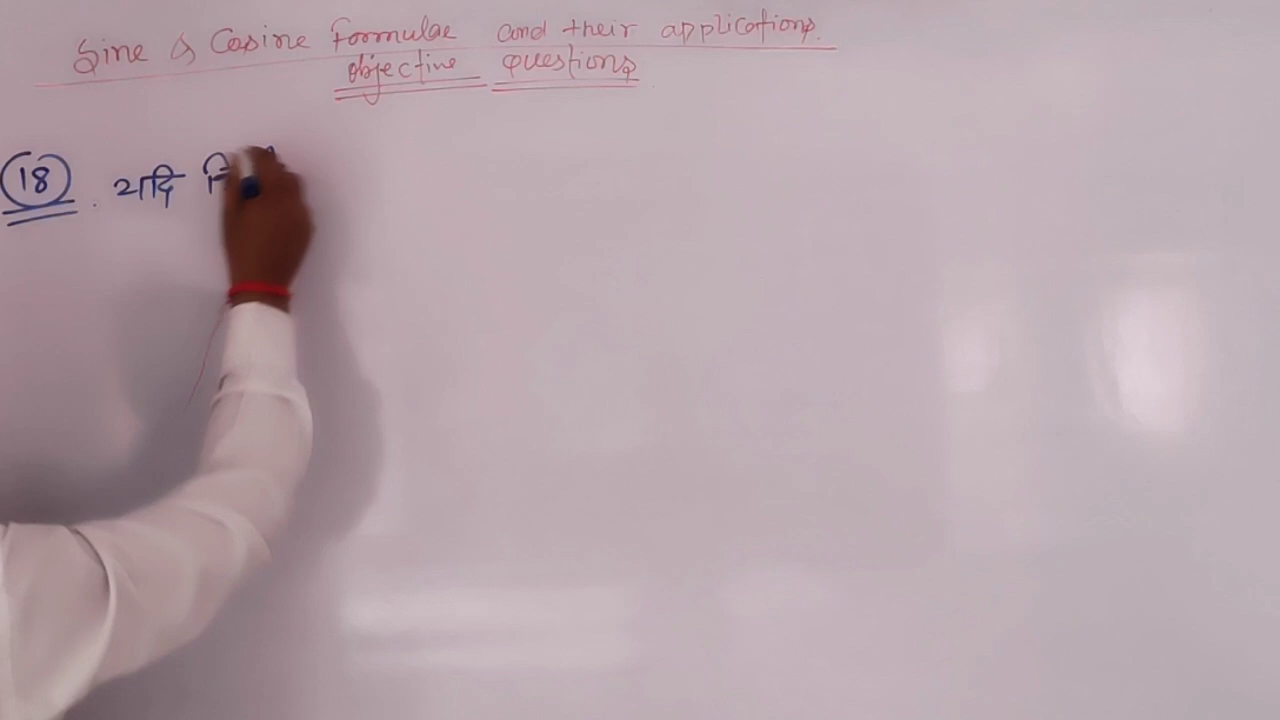 Sine & Cosine Formulae and their applications.
objective questions
18. यदि